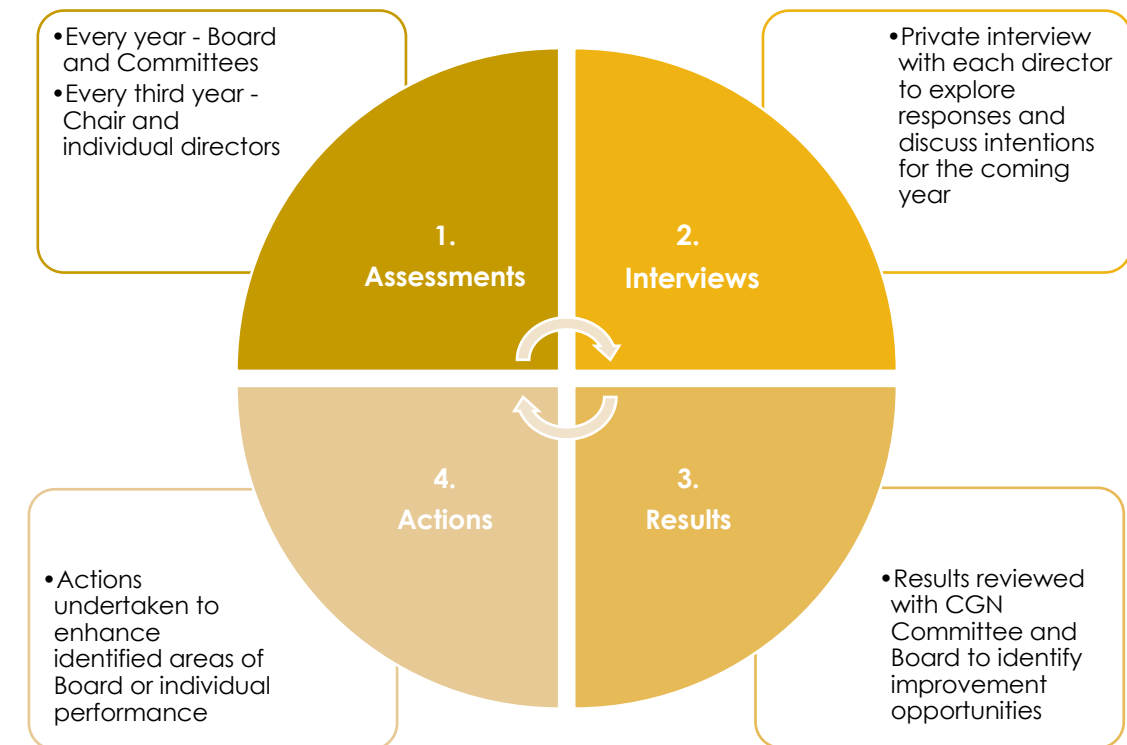 •Every year - Board
and Committees
•Every third year -
Chair and
individual directors
•Private interview
with each director
to explore
responses and
discuss intentions
for the coming
year
1.
Assessments
2.
Interviews
4.
Actions
3.
Results
•Actions
undertaken to
enhance
identified areas of
Board or individual
performance
•Results reviewed
with CGN
Committee and
Board to identify
improvement
opportunities